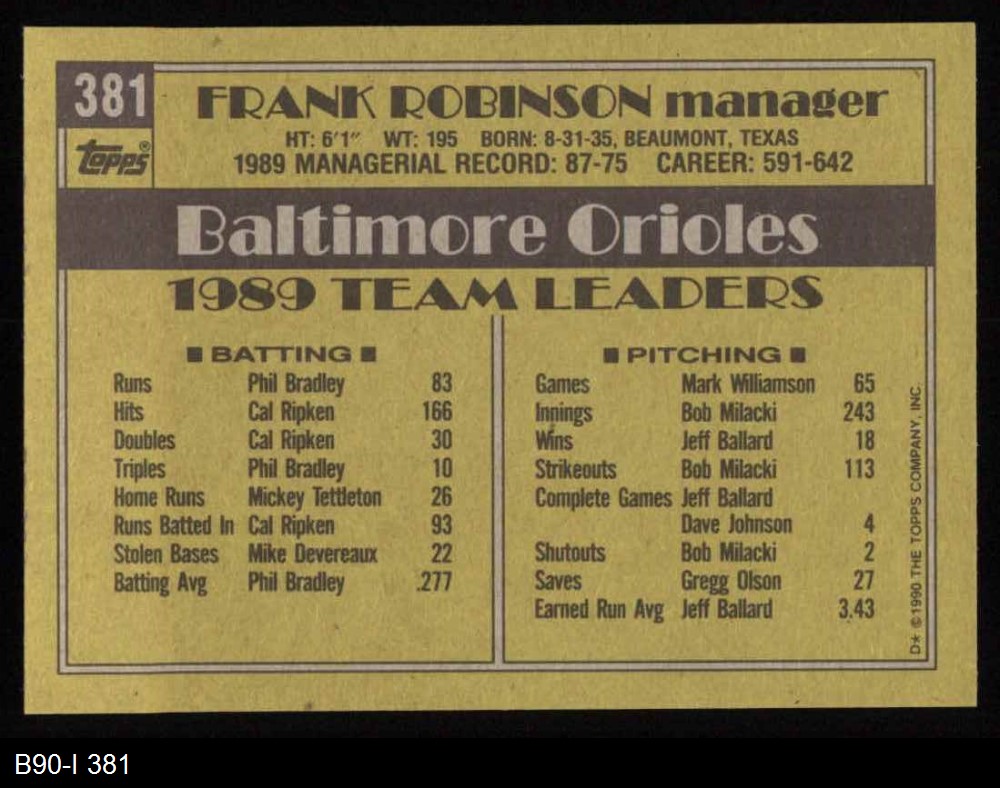 381
topps®
FRANK ROBINSON manager
HT: 6'1" WT: 195 BORN: 8-31-35, BEAUMONT, TEXAS
1989 MANAGERIAL RECORD: 87-75 CAREER: 591-642
Baltimore Orioles
1989 TEAM LEADERS
■ BATTING ■
Runs Phil Bradley 83
Hits Cal Ripken 166
Doubles Cal Ripken 30
Triples Phil Bradley 10
Home Runs Mickey Tettleton 26
Runs Batted In Cal Ripken 93
Stolen Bases Mike Devereaux 22
Batting Avg Phil Bradley .277
■ PITCHING ■
Games Mark Williamson 65
Innings Bob Milacki 243
Wins Jeff Ballard 18
Strikeouts Bob Milacki 113
Complete Games Jeff Ballard
Dave Johnson 4
Shutouts Bob Milacki 2
Saves Gregg Olson 27
Earned Run Avg Jeff Ballard 3.43
D* © 1990 THE TOPPS COMPANY, INC.
B90-I 381